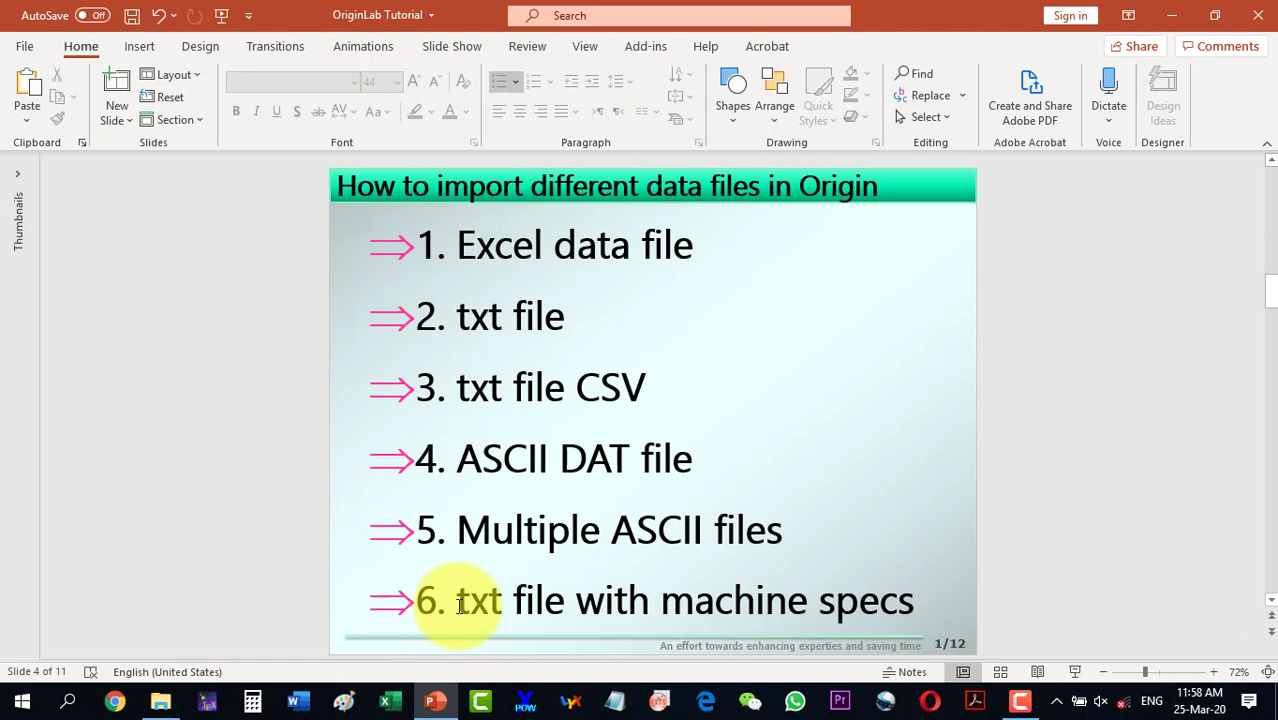 AutoSave Off OriginLab Tutorial Search Sign in
File Home Insert Design Transitions Animations Slide Show Review View Add-ins Help Acrobat Share Comments
Paste New Slide Layout Reset Section 44 Shapes Arrange Quick Styles Find Replace Select Create and Share Adobe PDF Dictate Design Ideas
Clipboard Slides Font Paragraph Drawing Editing Adobe Acrobat Voice Designer
Thumbnails
How to import different data files in Origin
1. Excel data file
2. txt file
3. txt file CSV
4. ASCII DAT file
5. Multiple ASCII files
6. txt file with machine specs
An effort towards enhancing experties and saving time 1/12
Slide 4 of 11 English (United States) Notes 72%
ENG 11:58 AM
25-Mar-20